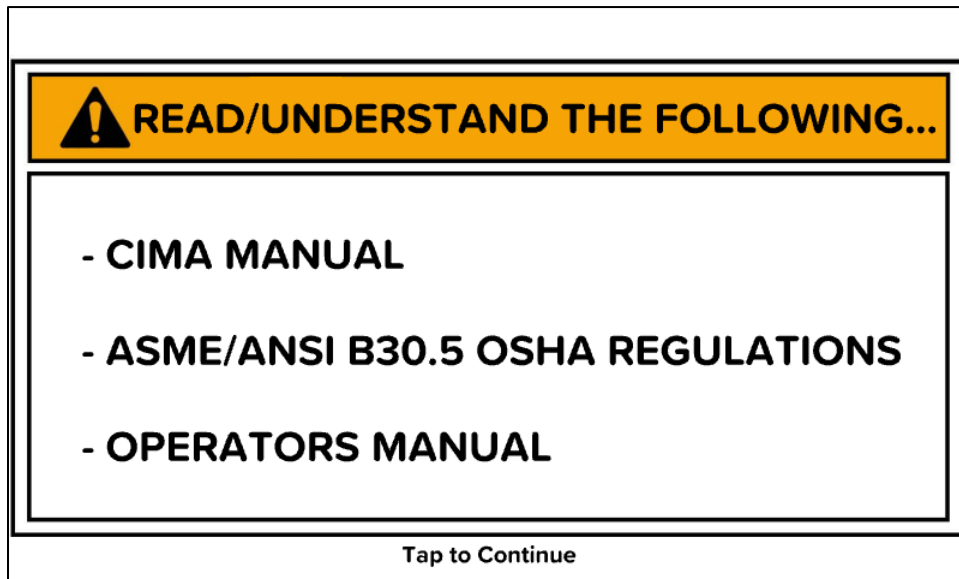 READ/UNDERSTAND THE FOLLOWING...
- CIMA MANUAL
- ASME/ANSI B30.5 OSHA REGULATIONS
- OPERATORS MANUAL
Tap to Continue